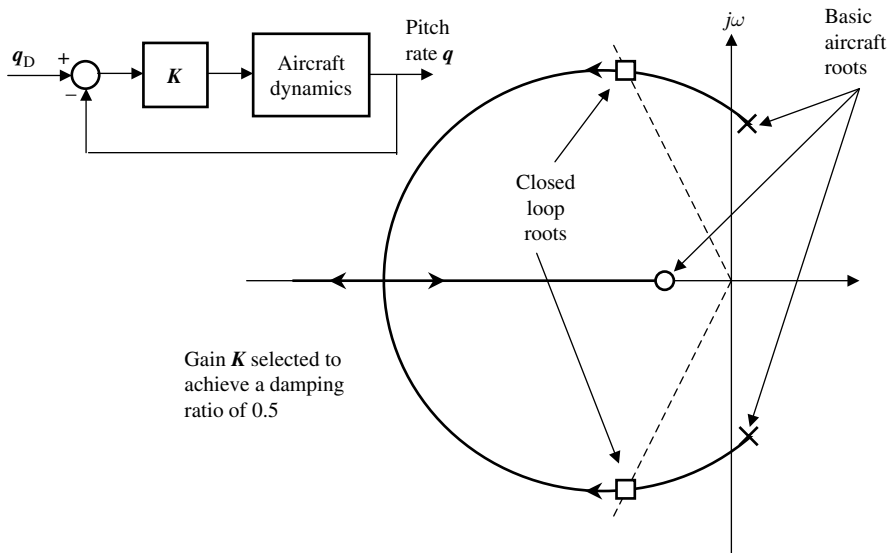 q_D
+
−
K
Aircraft
dynamics
Pitch
rate q
jω
Basic
aircraft
roots
Closed
loop
roots
Gain K selected to
achieve a damping
ratio of 0.5